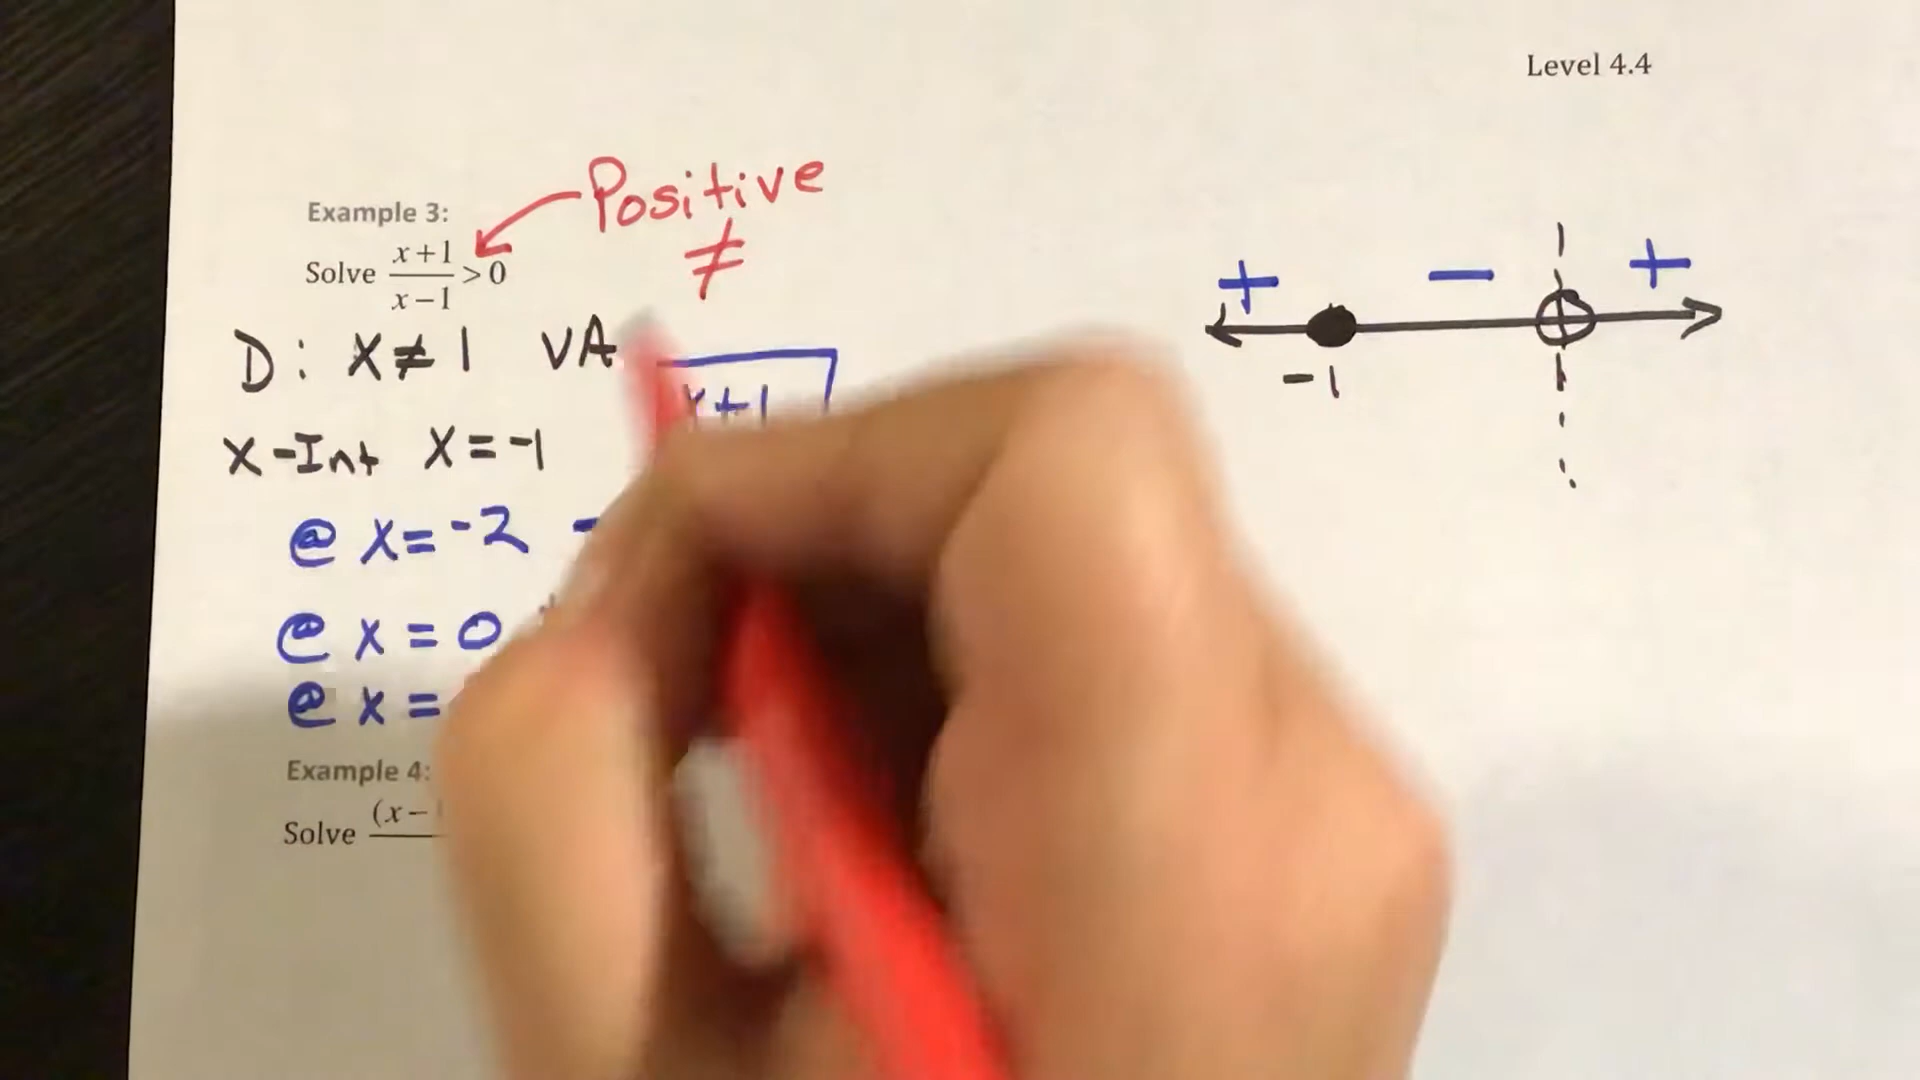 Level 4.4
Positive
≠
Example 3:
Solve x+1/x−1 > 0
D: X≠1 VA
x+1
X-Int X=-1
@ X=-2 -
@ X=0
@ X=
Example 4:
Solve (x−
+ − +
-1